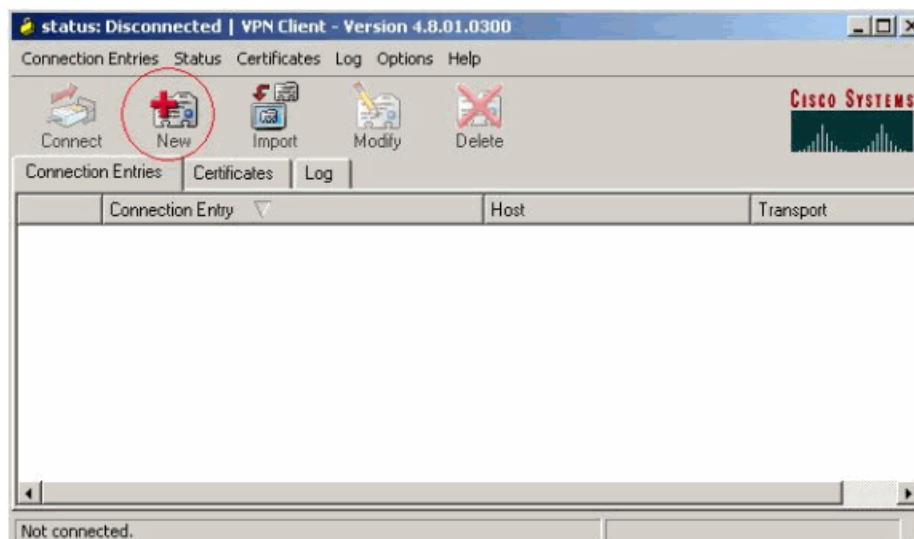 status: Disconnected | VPN Client - Version 4.8.01.0300
Connection Entries Status Certificates Log Options Help
Connect New Import Modify Delete
CISCO SYSTEMS
Connection Entries Certificates Log
Connection Entry Host Transport
Not connected.